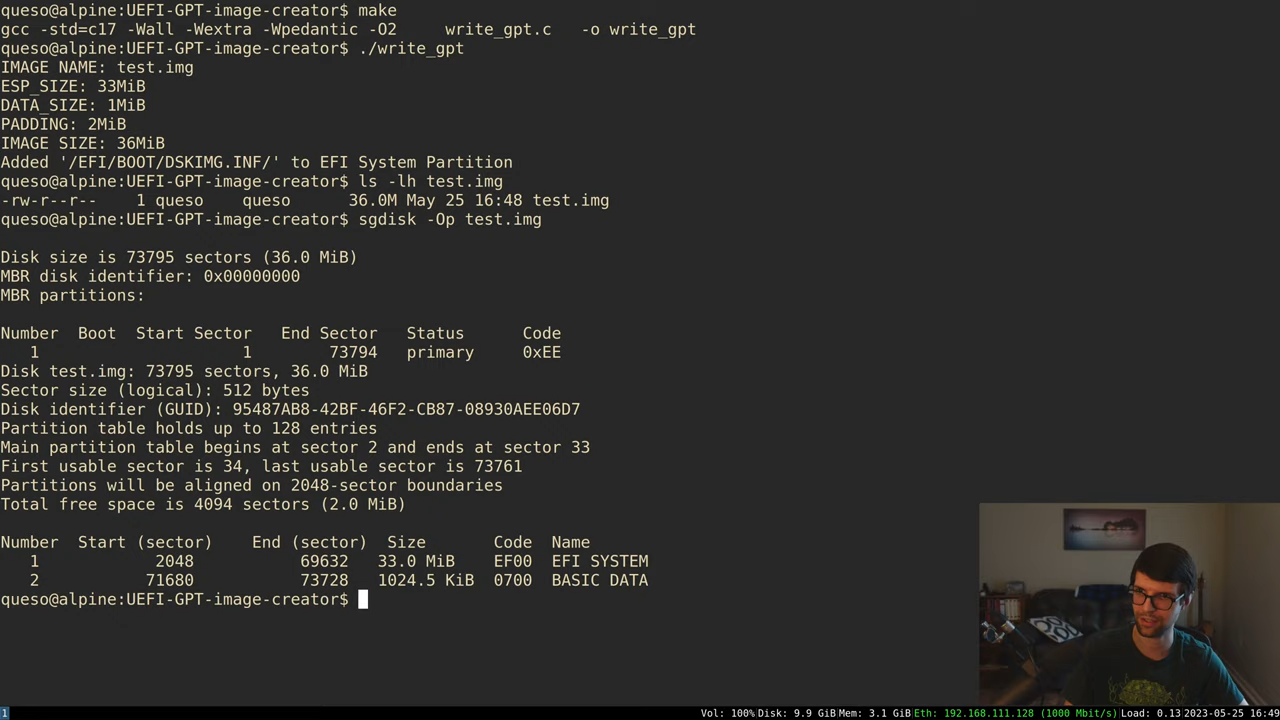 queso@alpine:UEFI-GPT-image-creator$ make
gcc -std=c17 -Wall -Wextra -Wpedantic -O2     write_gpt.c   -o write_gpt
queso@alpine:UEFI-GPT-image-creator$ ./write_gpt
IMAGE NAME: test.img
ESP_SIZE: 33MiB
DATA_SIZE: 1MiB
PADDING: 2MiB
IMAGE SIZE: 36MiB
Added '/EFI/BOOT/DSKIMG.INF/' to EFI System Partition
queso@alpine:UEFI-GPT-image-creator$ ls -lh test.img
-rw-r--r--    1 queso    queso      36.0M May 25 16:48 test.img
queso@alpine:UEFI-GPT-image-creator$ sgdisk -Op test.img
Disk size is 73795 sectors (36.0 MiB)
MBR disk identifier: 0x00000000
MBR partitions:
Number  Boot  Start Sector   End Sector   Status      Code
   1                     1        73794   primary     0xEE
Disk test.img: 73795 sectors, 36.0 MiB
Sector size (logical): 512 bytes
Disk identifier (GUID): 95487AB8-42BF-46F2-CB87-08930AEE06D7
Partition table holds up to 128 entries
Main partition table begins at sector 2 and ends at sector 33
First usable sector is 34, last usable sector is 73761
Partitions will be aligned on 2048-sector boundaries
Total free space is 4094 sectors (2.0 MiB)
Number  Start (sector)    End (sector)  Size       Code  Name
   1            2048           69632   33.0 MiB    EF00  EFI SYSTEM
   2           71680           73728   1024.5 KiB  0700  BASIC DATA
queso@alpine:UEFI-GPT-image-creator$
1 Vol: 100% Disk: 9.9 GiB Mem: 3.1 GiB Eth: 192.168.111.128 (1000 Mbit/s) Load: 0.13 2023-05-25 16:49